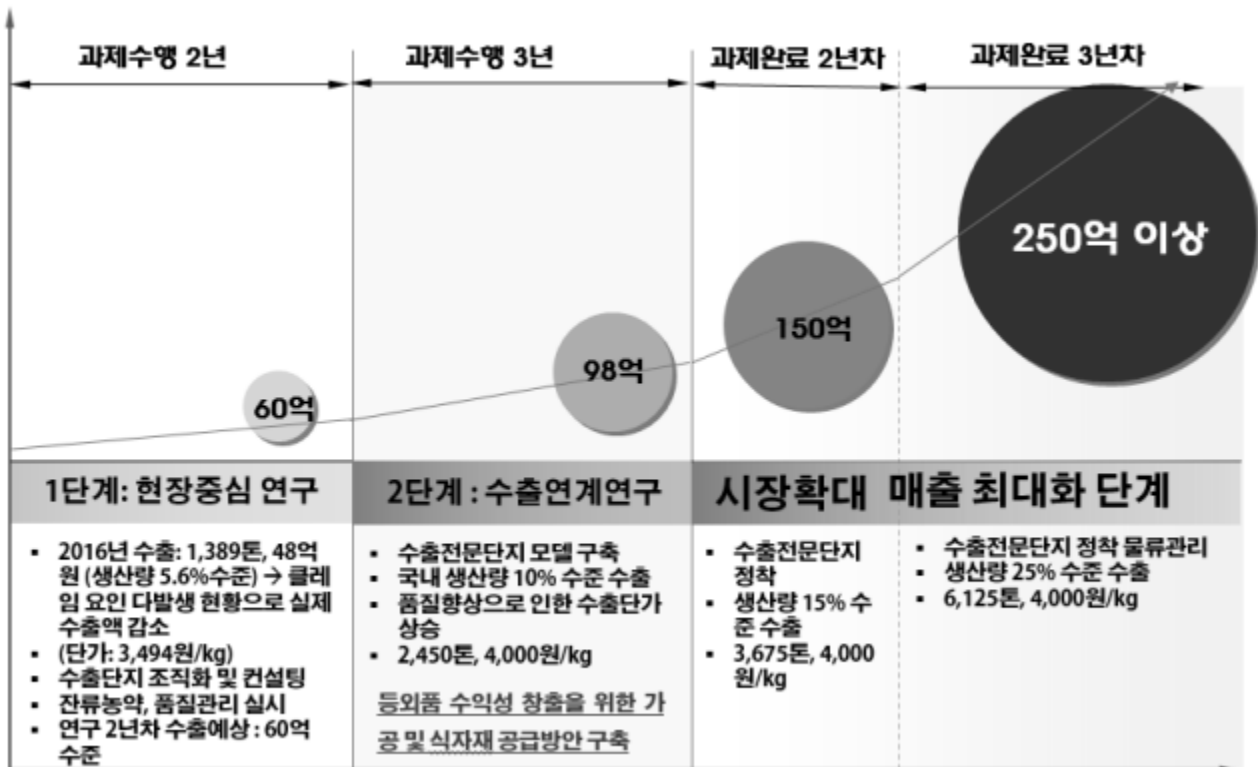 과제수행 2년
과제수행 3년
과제완료 2년차
과제완료 3년차
60억
98억
150억
250억 이상
1단계: 현장중심 연구
▪ 2016년 수출: 1,389톤, 48억
원 (생산량 5.6%수준) → 클레
임 요인 다발생 현황으로 실제
수출액 감소
▪ (단가: 3,494원/kg)
▪ 수출단지 조직화 및 컨설팅
▪ 잔류농약, 품질관리 실시
▪ 연구 2년차 수출예상 : 60억
수준
2단계 : 수출연계연구
▪ 수출전문단지 모델 구축
▪ 국내 생산량 10% 수준 수출
▪ 품질향상으로 인한 수출단가
상승
▪ 2,450톤, 4,000원/kg
등외품 수익성 창출을 위한 가
공 및 식자재 공급방안 구축
시장확대
▪ 수출전문단지
정착
▪ 생산량 15% 수
준 수출
▪ 3,675톤, 4,000
원/kg
매출 최대화 단계
▪ 수출전문단지 정착 물류관리
▪ 생산량 25% 수준 수출
▪ 6,125톤, 4,000원/kg